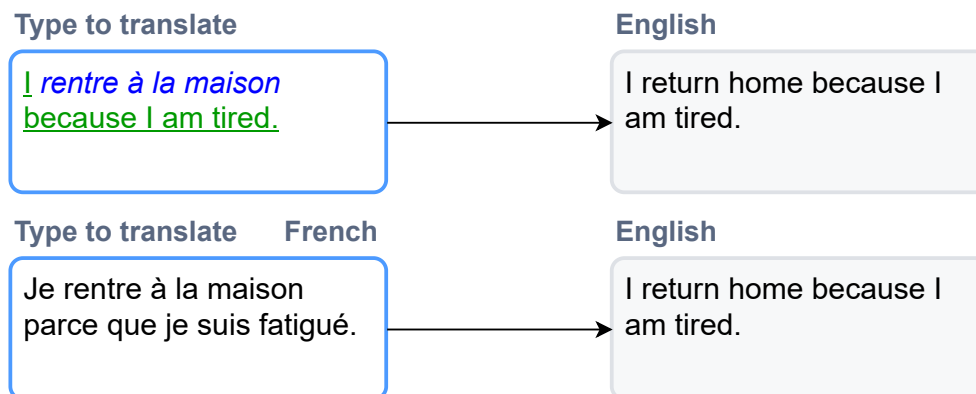 Type to translate English
I rentre à la maison
because I am tired.
I return home because I
am tired.
Type to translate French English
Je rentre à la maison
parce que je suis fatigué.
I return home because I
am tired.